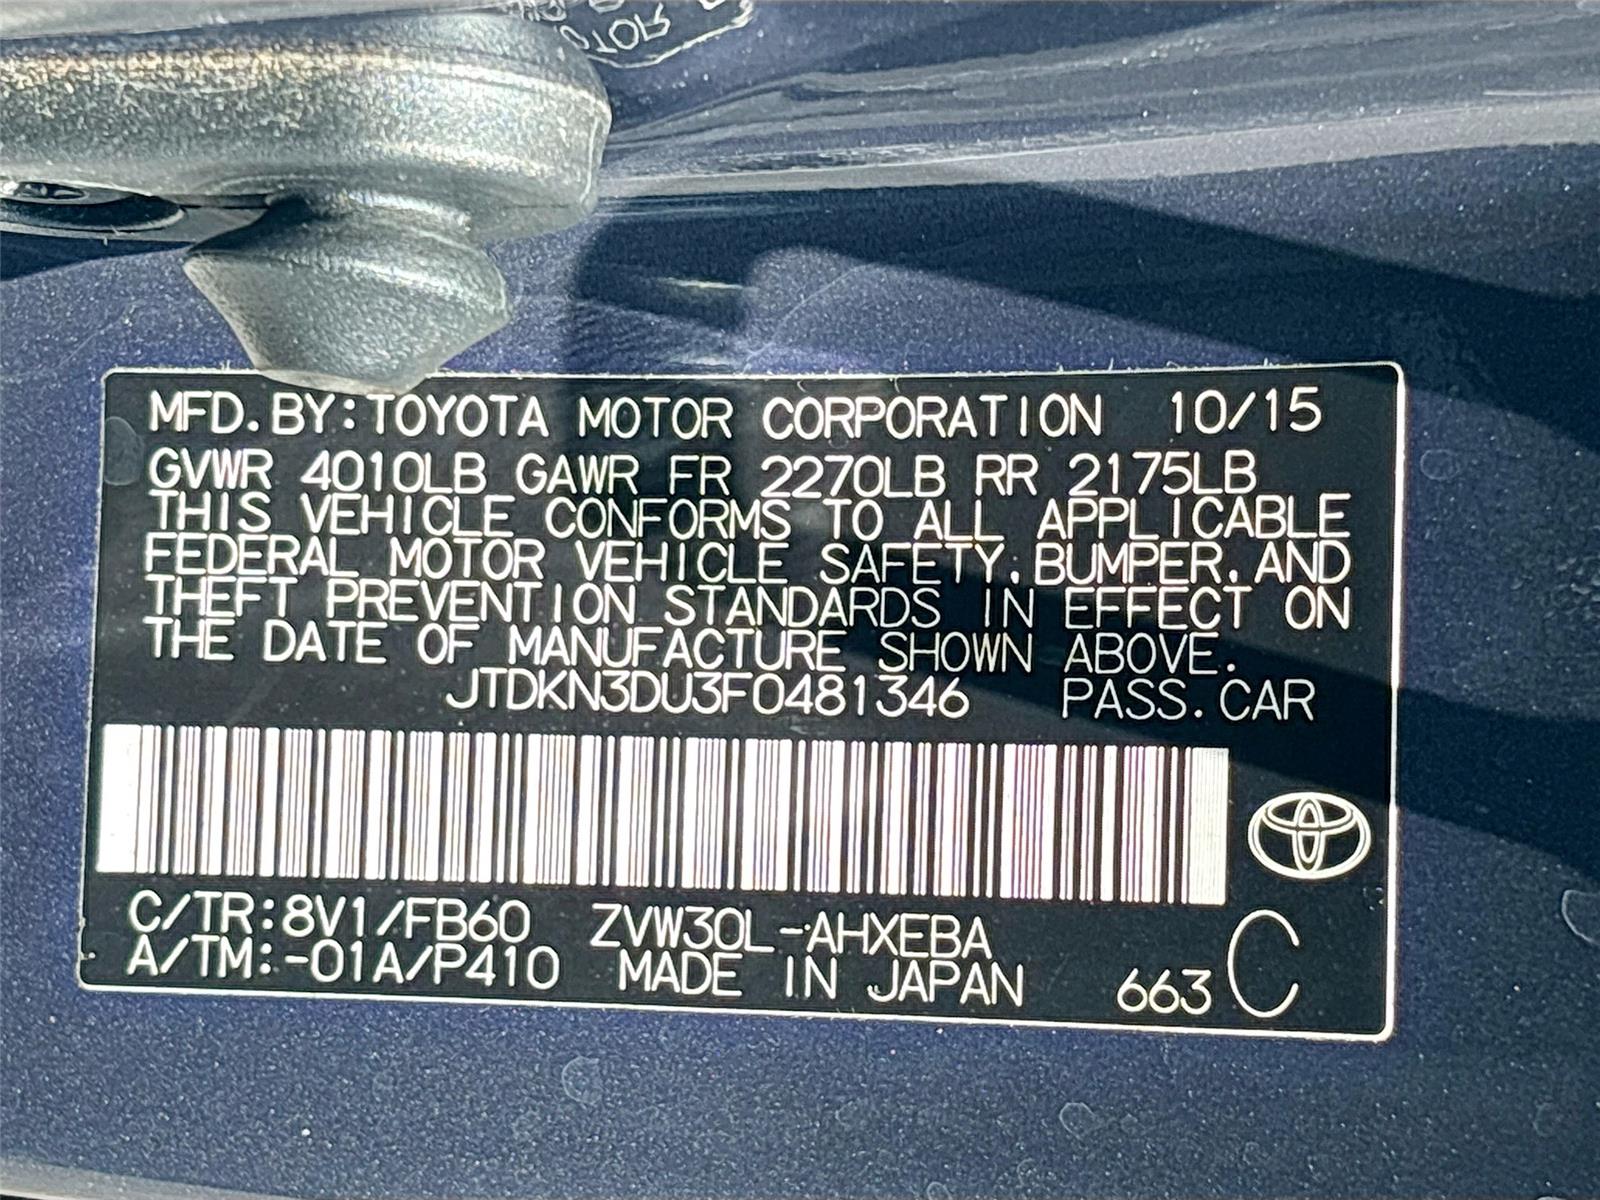 MFD.BY:TOYOTA MOTOR CORPORATION 10/15
GVWR 4010LB GAWR FR 2270LB RR 2175LB
THIS VEHICLE CONFORMS TO ALL APPLICABLE
FEDERAL MOTOR VEHICLE SAFETY,BUMPER,AND
THEFT PREVENTION STANDARDS IN EFFECT ON
THE DATE OF MANUFACTURE SHOWN ABOVE.
JTDKN3DU3F0481346 PASS.CAR
C/TR:8V1/FB60 ZVW30L-AHXEBA
A/TM:-01A/P410 MADE IN JAPAN 663 C